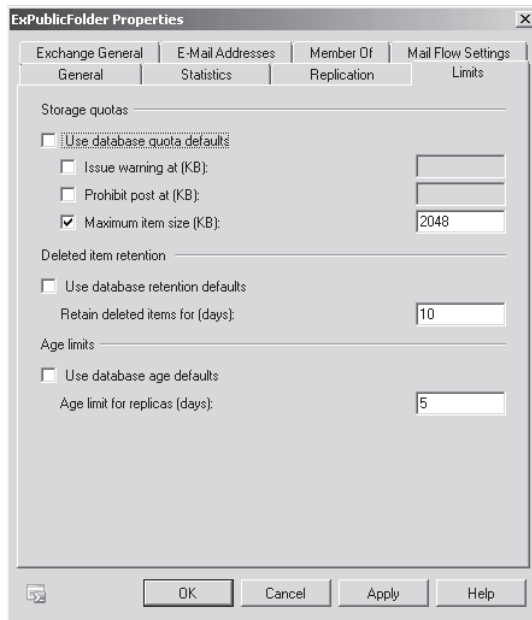 ExPublicFolder Properties
Exchange General E-Mail Addresses Member Of Mail Flow Settings
General Statistics Replication Limits
Storage quotas
Use database quota defaults
Issue warning at (KB):
Prohibit post at (KB):
Maximum item size (KB): 2048
Deleted item retention
Use database retention defaults
Retain deleted items for (days): 10
Age limits
Use database age defaults
Age limit for replicas (days): 5
OK Cancel Apply Help